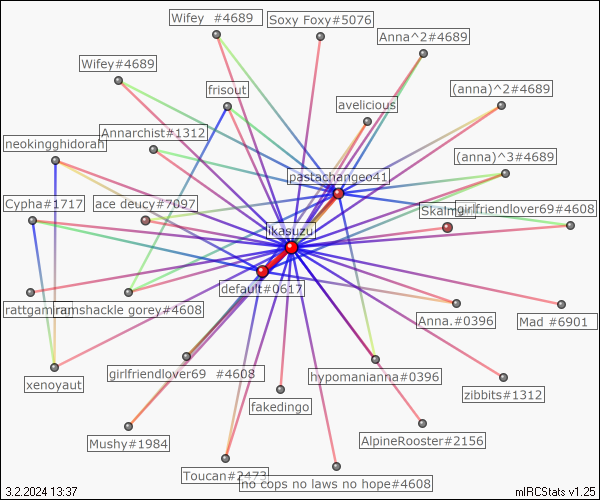 Wifey  #4689
Soxy Foxy#5076
Anna^2#4689
Wifey#4689
frisout
(anna)^2#4689
avelicious
Annarchist#1312
neokingghidorah
(anna)^3#4689
pastachangeo41
Cypha#1717
ace deucy#7097
girlfriendlover69#4608
ikasuzu
default#0617
ramshackle gorey#4608
Anna.#0396
Mad #6901
girlfriendlover69  #4608
hypomanianna#0396
xenoyaut
zibbits#1312
fakedingo
Mushy#1984
AlpineRooster#2156
Toucan#2473
no cops no laws no hope#4608
3.2.2024 13:37
mIRCStats v1.25